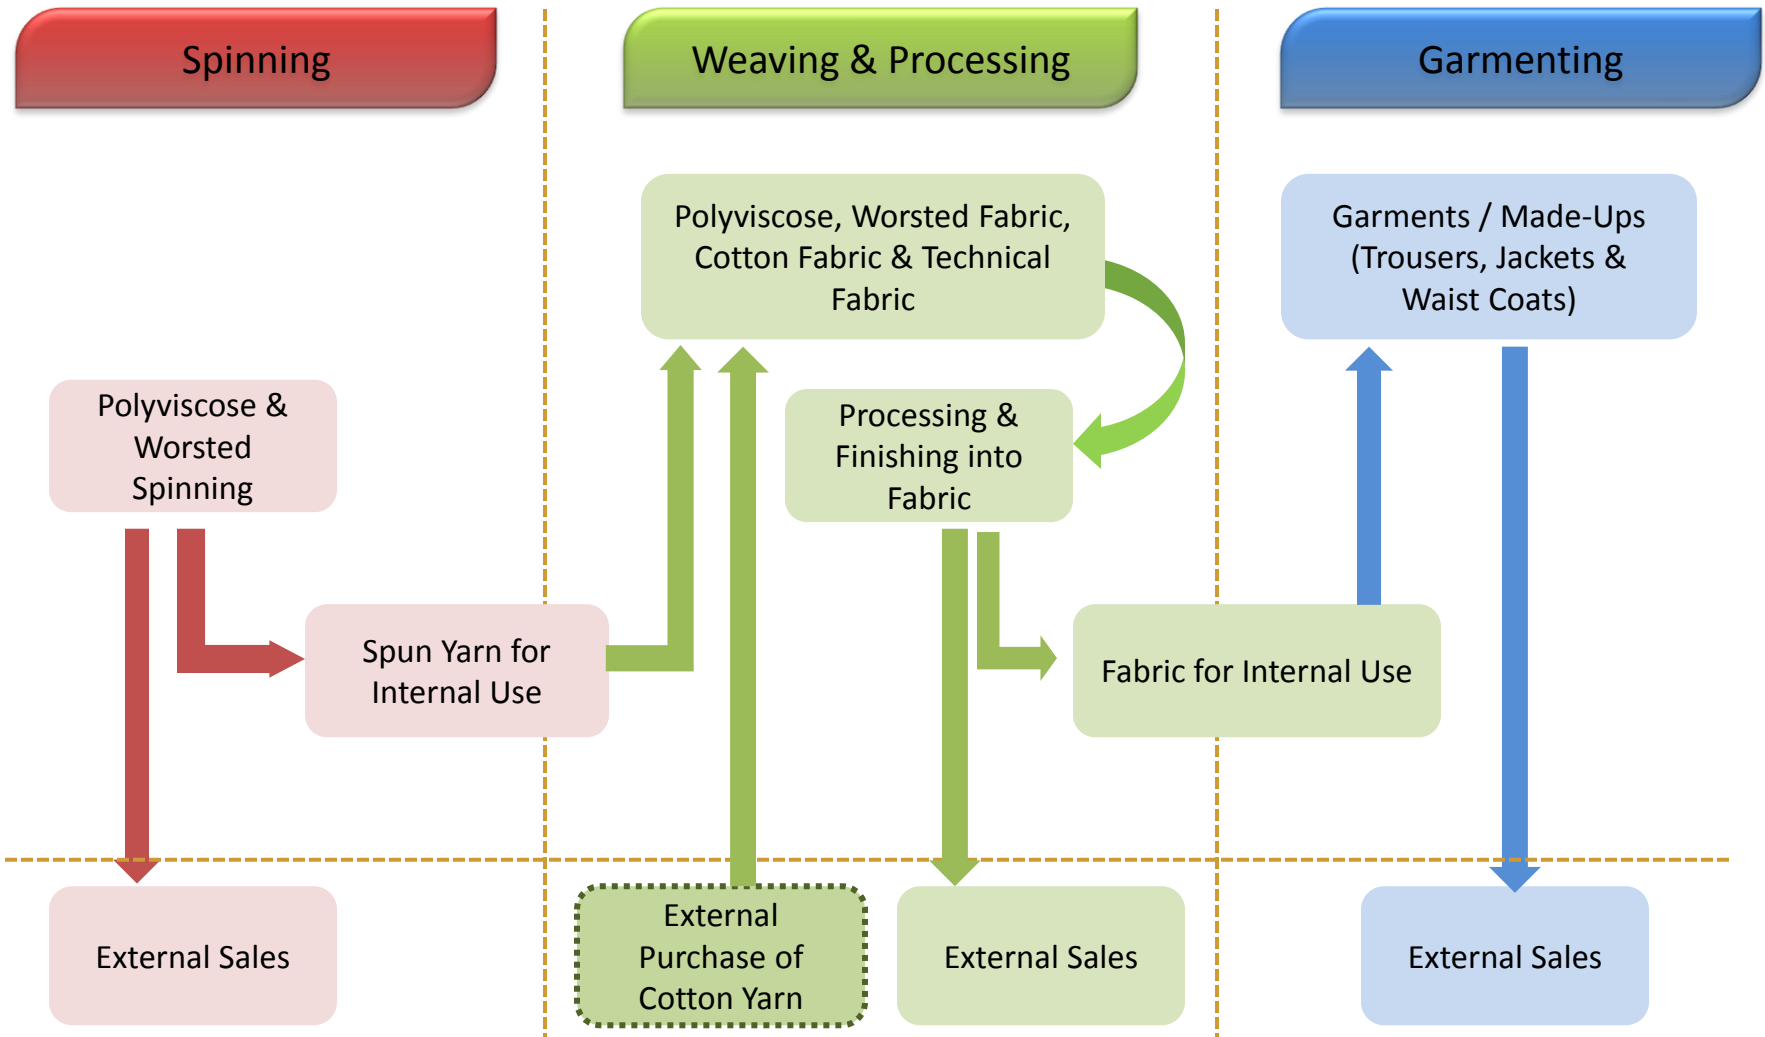 Spinning
Weaving & Processing
Garmenting
Polyviscose, Worsted Fabric,
Cotton Fabric & Technical
Fabric
Garments / Made-Ups
(Trousers, Jackets &
Waist Coats)
Polyviscose &
Worsted
Spinning
Processing &
Finishing into
Fabric
Spun Yarn for
Internal Use
Fabric for Internal Use
External Sales
External
Purchase of
Cotton Yarn
External Sales
External Sales